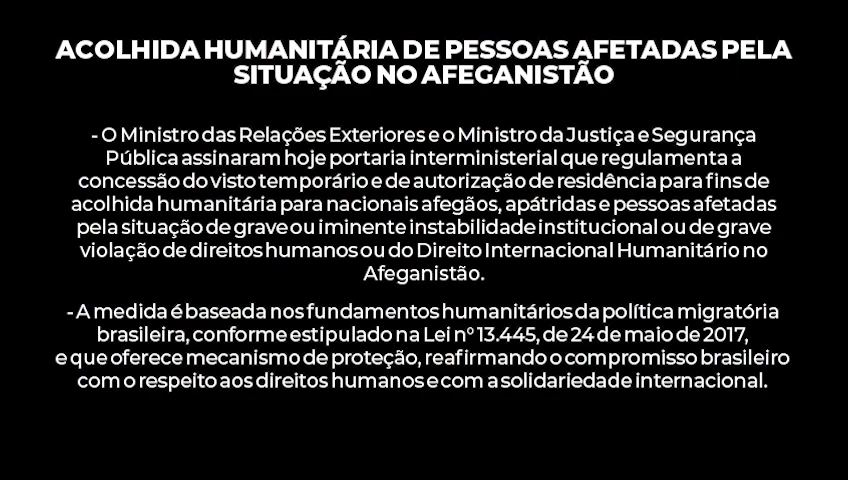 ACOLHIDA HUMANITÁRIA DE PESSOAS AFETADAS PELA
SITUAÇÃO NO AFEGANISTÃO
- O Ministro das Relações Exteriores e o Ministro da Justiça e Segurança
Pública assinaram hoje portaria interministerial que regulamenta a
concessão do visto temporário e de autorização de residência para fins de
acolhida humanitária para nacionais afegãos, apátridas e pessoas afetadas
pela situação de grave ou iminente instabilidade institucional ou de grave
violação de direitos humanos ou do Direito Internacional Humanitário no
Afeganistão.
- A medida é baseada nos fundamentos humanitários da política migratória
brasileira, conforme estipulado na Lei nº 13.445, de 24 de maio de 2017,
e que oferece mecanismo de proteção, reafirmando o compromisso brasileiro
com o respeito aos direitos humanos e com a solidariedade internacional.